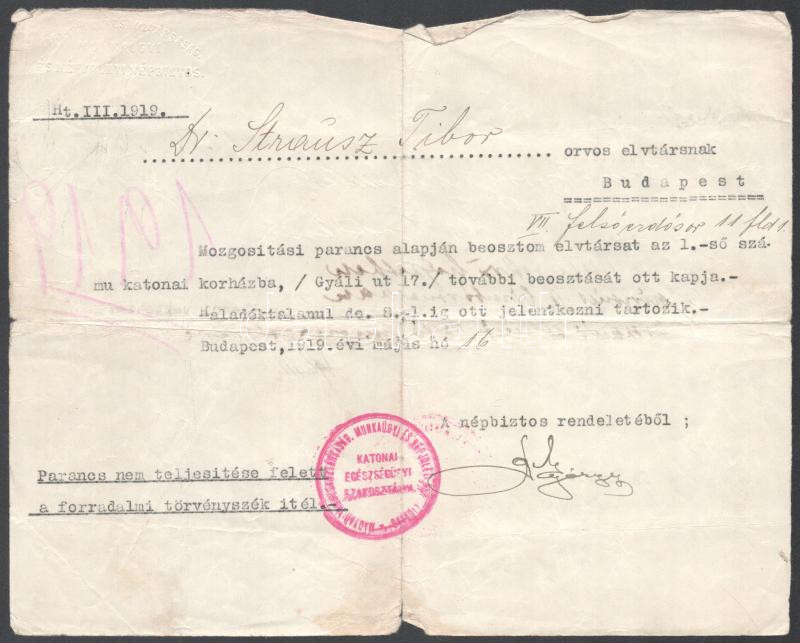 Ht.III.1919.
Dr. Strausz Tibor orvos elvtársnak
Budapest
VII. felsőerdősor 11 fld 1.
Mozgositási parancs alapján beosztom elvtársat az 1.-ső szá-
mu katonai korházba, / Gyáli ut 17./ további beosztását ott kapja.-
Haladéktalanul de. 8.-1.ig ott jelentkezni tartozik.-
Budapest, 1919.évi május hó 16
A népbiztos rendeletéből ;
Parancs nem teljesitése felett
a forradalmi törvényszék itél.-
KATONAI
EGÉSZSÉGÜGYI
SZAKOSZTÁLYA
1919